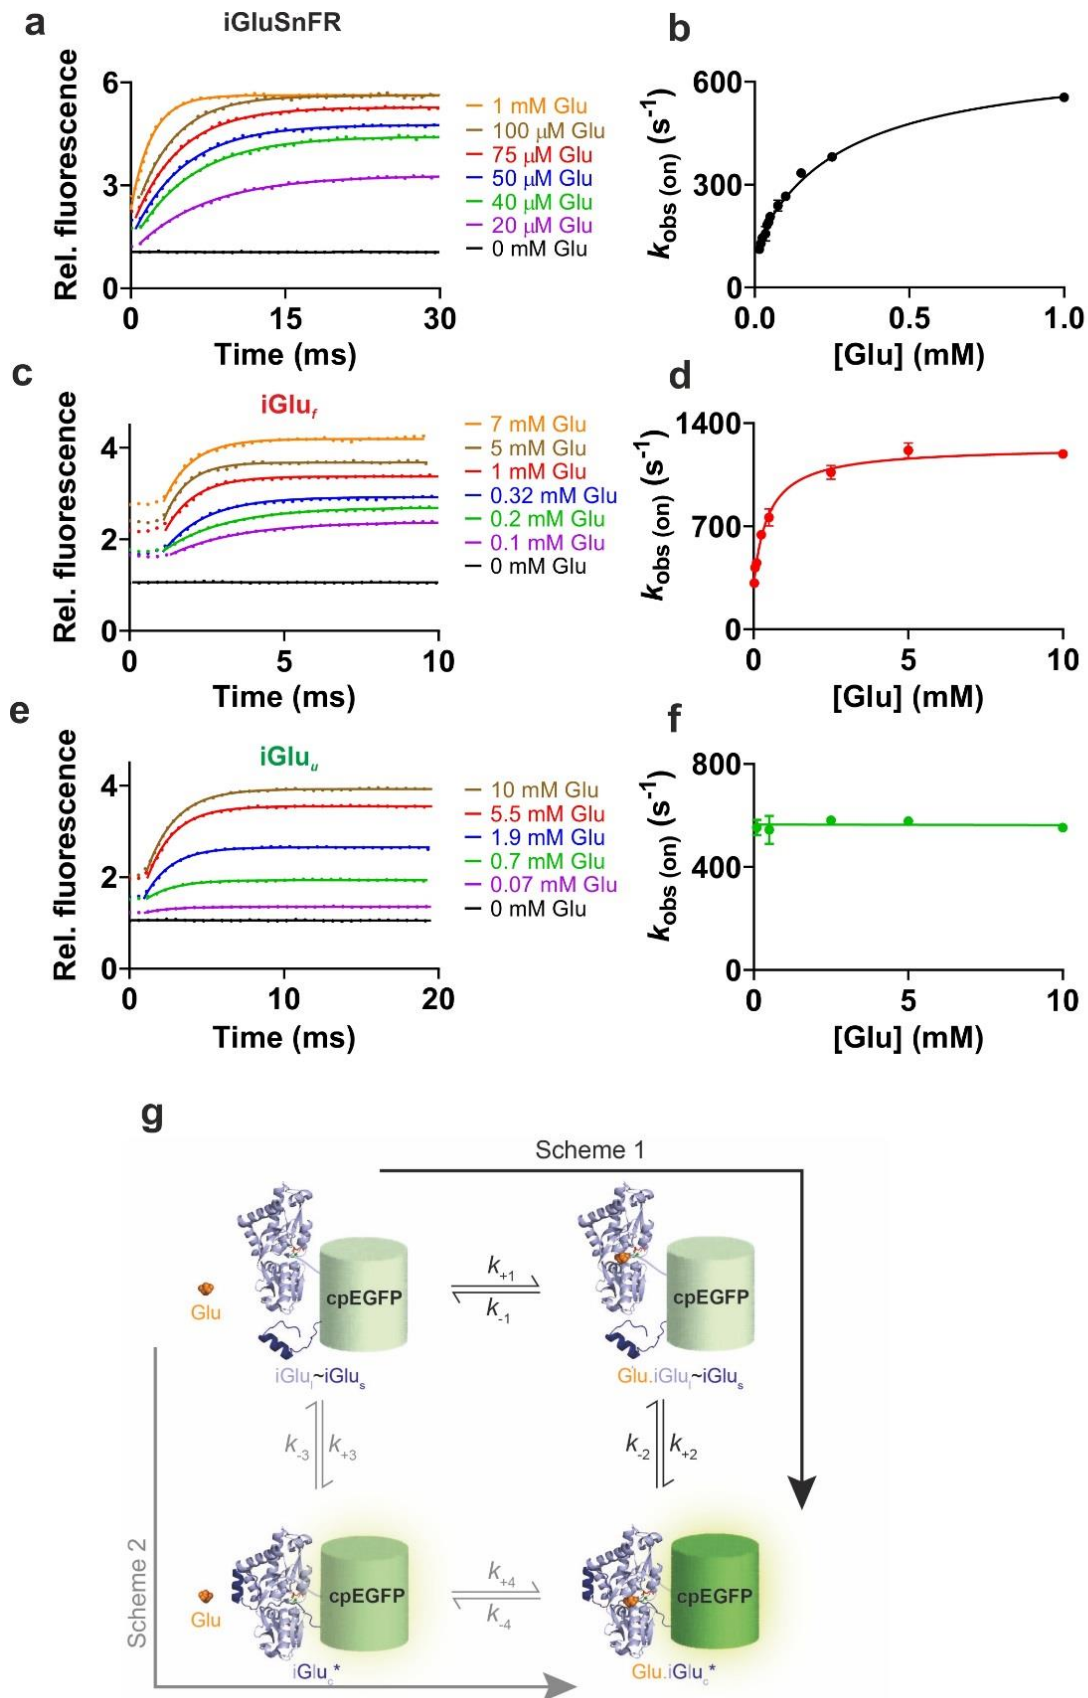 a
iGluSnFR
b
Rel. fluorescence
6
3
0
0
15
30
Time (ms)
1 mM Glu
100 μM Glu
75 μM Glu
50 μM Glu
40 μM Glu
20 μM Glu
0 mM Glu
kobs (on) (s-1)
600
300
0
0.0
0.5
1.0
[Glu] (mM)
c
iGluf
d
Rel. fluorescence
4
2
0
0
5
10
Time (ms)
7 mM Glu
5 mM Glu
1 mM Glu
0.32 mM Glu
0.2 mM Glu
0.1 mM Glu
0 mM Glu
kobs (on) (s-1)
1400
700
0
0
5
10
[Glu] (mM)
e
iGluu
f
Rel. fluorescence
4
2
0
0
10
20
Time (ms)
10 mM Glu
5.5 mM Glu
1.9 mM Glu
0.7 mM Glu
0.07 mM Glu
0 mM Glu
kobs (on) (s-1)
800
400
0
0
5
10
[Glu] (mM)
g
Scheme 1
Glu
cpEGFP
k+1
k-1
cpEGFP
iGlul~iGlus
Glu.iGlul~iGlus
k-3
k+3
k-2
k+2
Scheme 2
Glu
cpEGFP
k+4
k-4
cpEGFP
iGluc*
Glu.iGluc*